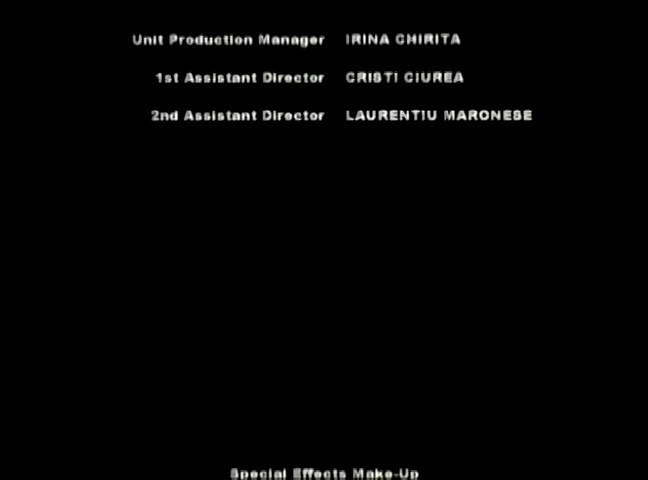 Unit Production Manager IRINA CHIRITA
1st Assistant Director CRISTI CIUREA
2nd Assistant Director LAURENTIU MARONESE
Special Effects Make-Up